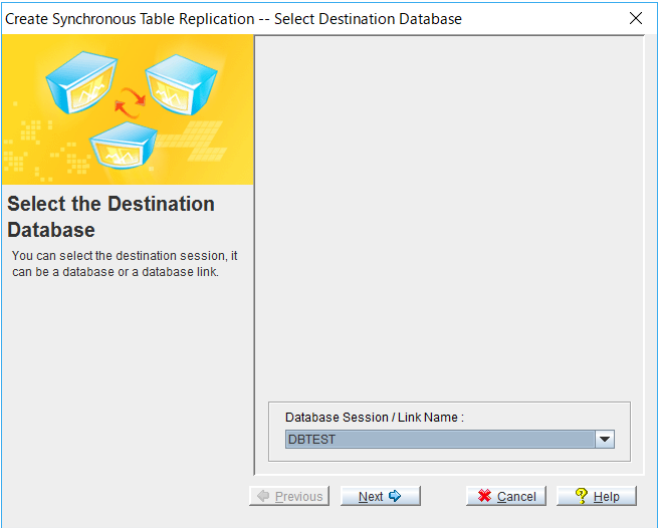 Create Synchronous Table Replication -- Select Destination Database
Select the Destination
Database
You can select the destination session, it
can be a database or a database link.
Database Session / Link Name :
DBTEST
Previous
Next
Cancel
Help